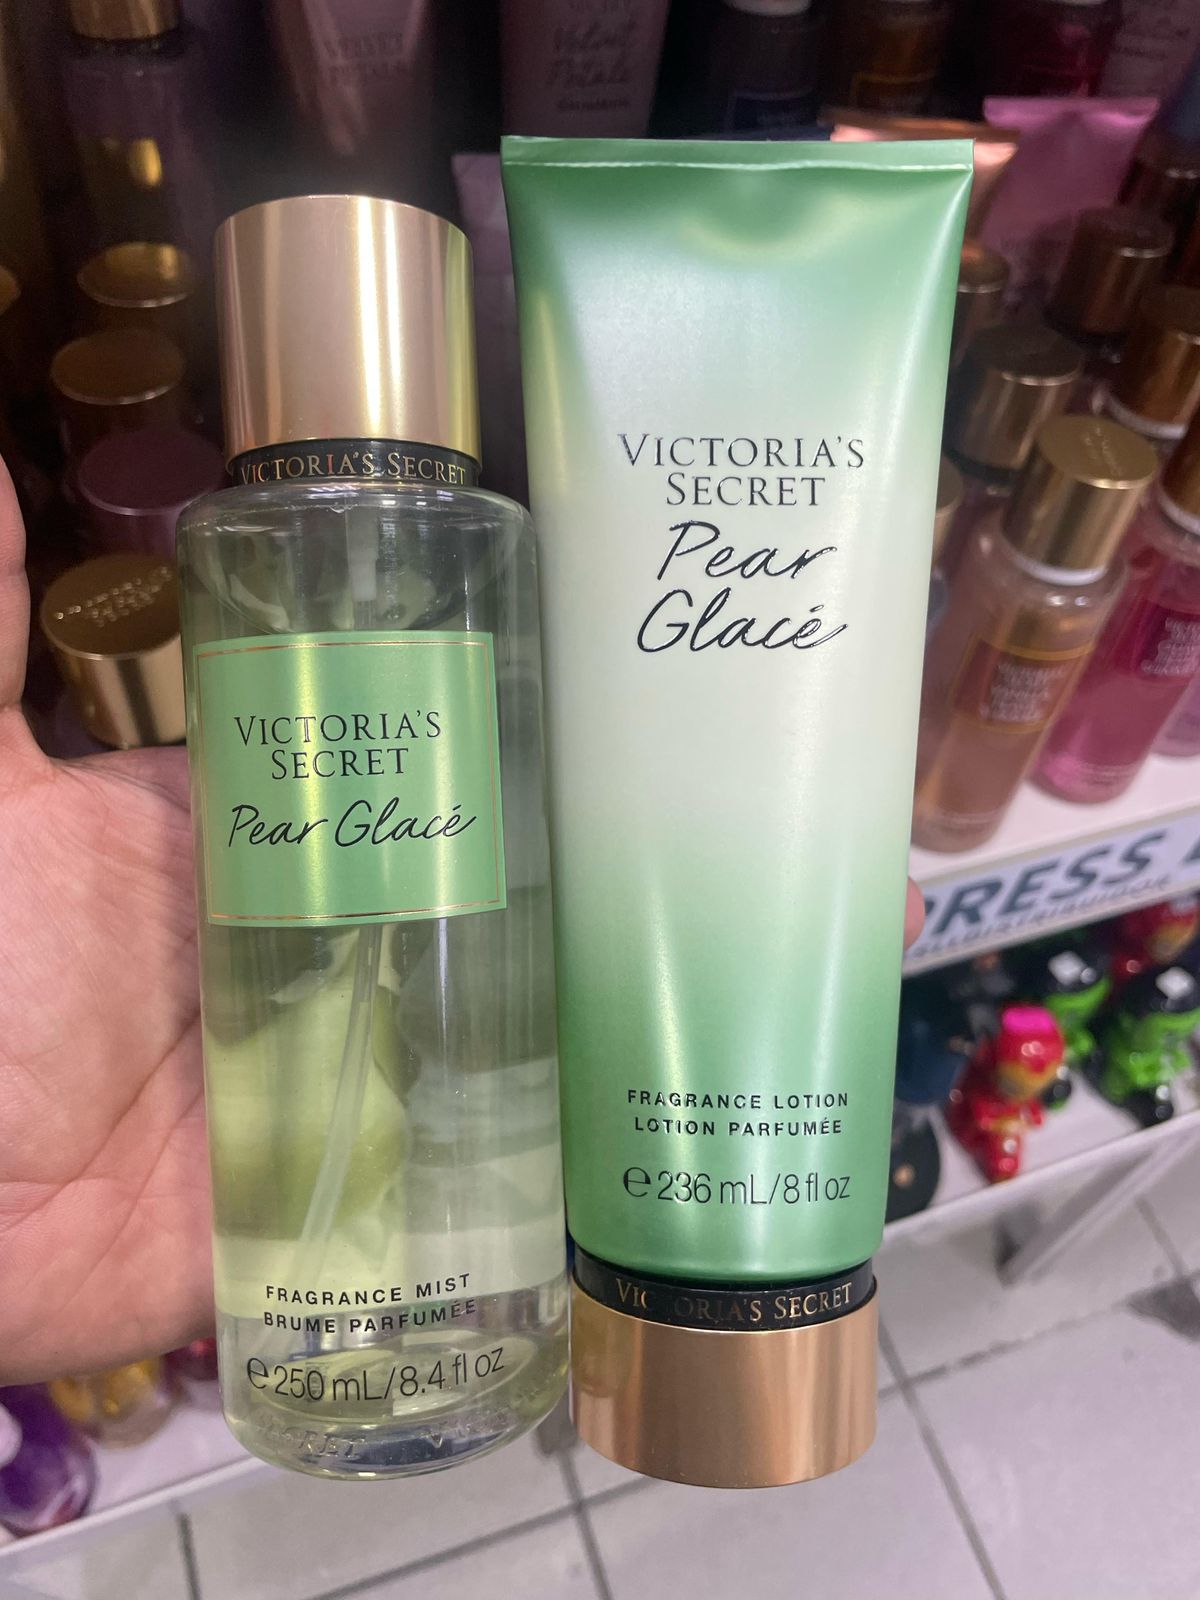 VICTORIA'S SECRET
VICTORIA'S
SECRET
Pear Glacé
FRAGRANCE MIST
BRUME PARFUMÉE
e 250 mL/8.4 fl oz
VICTORIA'S
SECRET
Pear
Glacé
FRAGRANCE LOTION
LOTION PARFUMÉE
e 236 mL/8 fl oz
VICTORIA'S SECRET